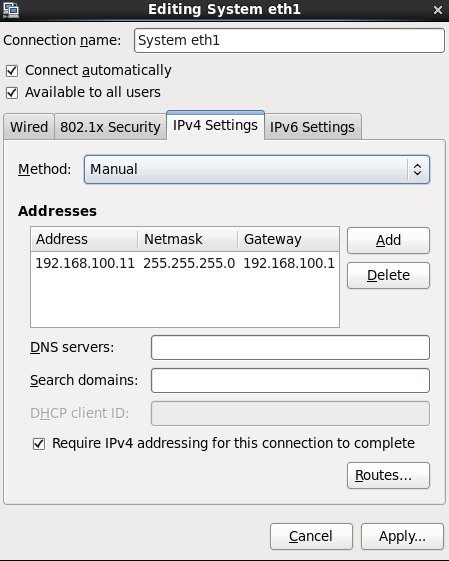 Editing System eth1
Connection name: System eth1
Connect automatically
Available to all users
Wired 802.1x Security IPv4 Settings IPv6 Settings
Method: Manual
Addresses
Address Netmask Gateway
192.168.100.11 255.255.255.0 192.168.100.1
Add
Delete
DNS servers:
Search domains:
DHCP client ID:
Require IPv4 addressing for this connection to complete
Routes...
Cancel Apply...